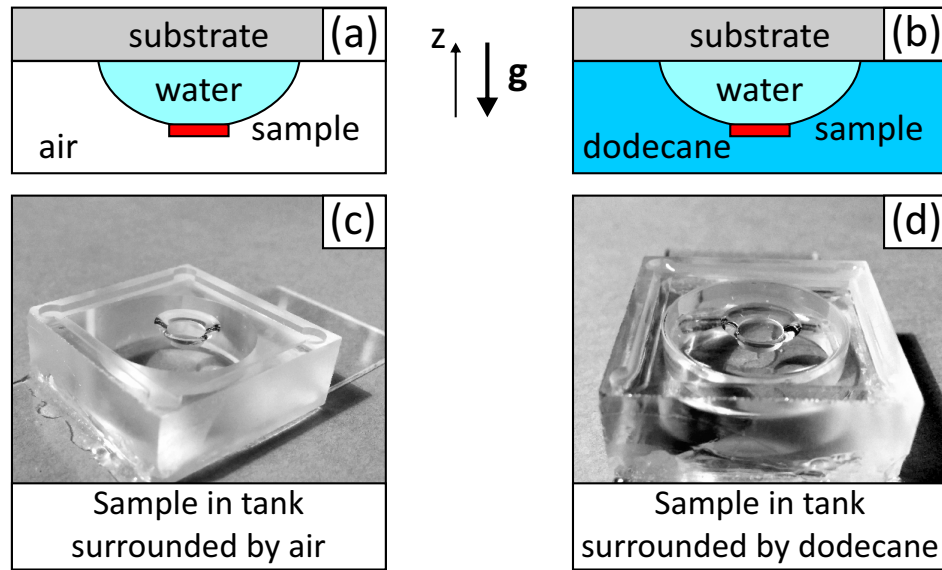 substrate
(a)
water
sample
air
z
g
substrate
(b)
water
sample
dodecane
(c)
Sample in tank
surrounded by air
(d)
Sample in tank
surrounded by dodecane